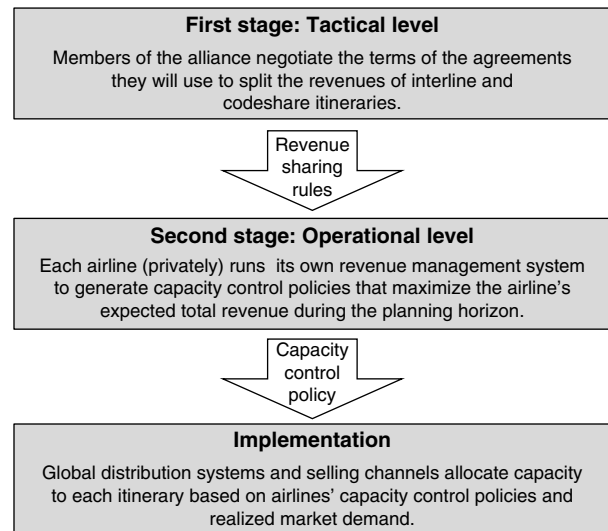 First stage: Tactical level
Members of the alliance negotiate the terms of the agreements
they will use to split the revenues of interline and
codeshare itineraries.
Revenue
sharing
rules
Second stage: Operational level
Each airline (privately) runs its own revenue management system
to generate capacity control policies that maximize the airline’s
expected total revenue during the planning horizon.
Capacity
control
policy
Implementation
Global distribution systems and selling channels allocate capacity
to each itinerary based on airlines’ capacity control policies and
realized market demand.